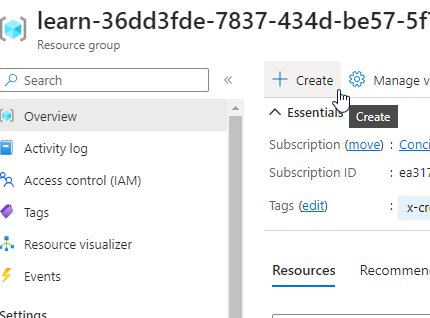 learn-36dd3fde-7837-434d-be57-5f
Resource group
Search
«
Create
Manage v
Overview
Essentials
Create
Activity log
Subscription (move) : Conci
Access control (IAM)
Subscription ID : ea317
Tags
Tags (edit) : x-cr
Resource visualizer
Events
Resources
Recommen
Settings